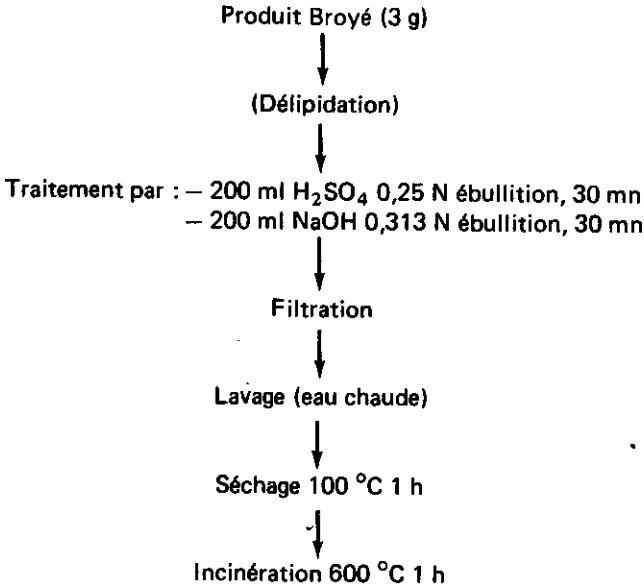 Produit Broyé (3 g)
(Délipidation)
Traitement par : — 200 ml H₂SO₄ 0,25 N ébullition, 30 mn
— 200 ml NaOH 0,313 N ébullition, 30 mn
Filtration
Lavage (eau chaude)
Séchage 100 °C 1 h
Incinération 600 °C 1 h